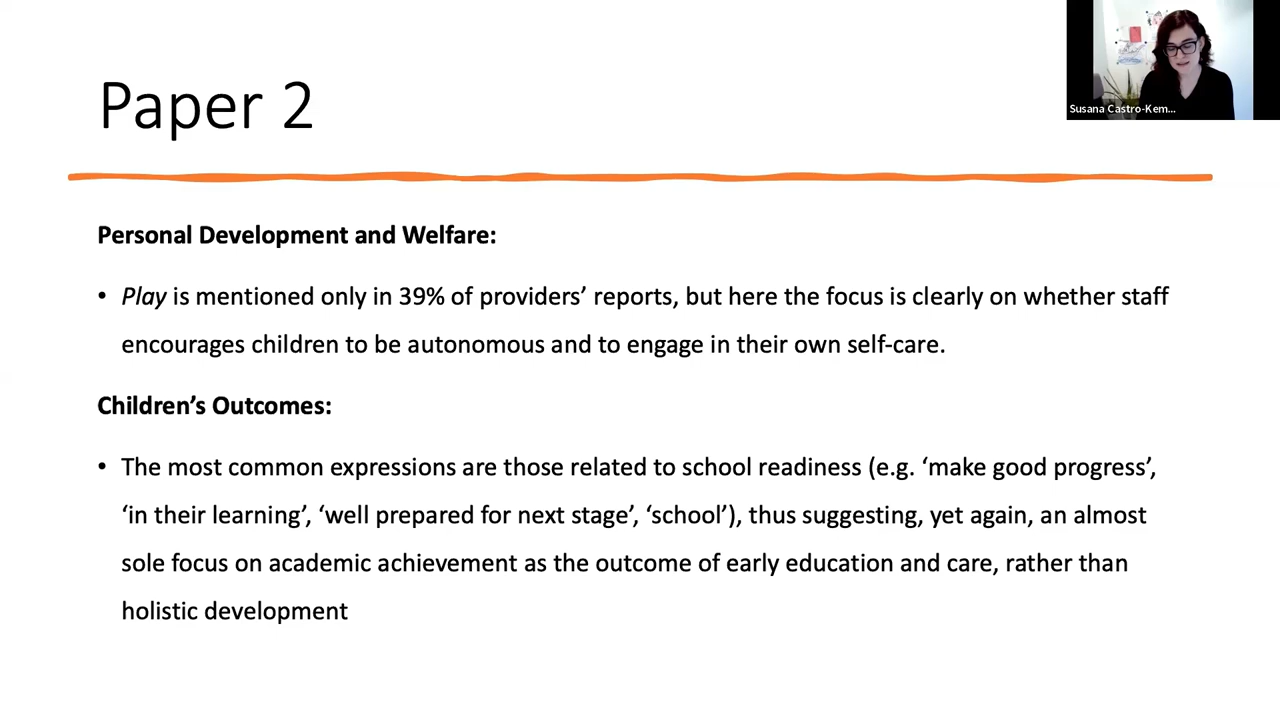 Paper 2
Susana Castro-Kem...
Personal Development and Welfare:
• Play is mentioned only in 39% of providers’ reports, but here the focus is clearly on whether staff
encourages children to be autonomous and to engage in their own self-care.
Children’s Outcomes:
• The most common expressions are those related to school readiness (e.g. ‘make good progress’,
‘in their learning’, ‘well prepared for next stage’, ‘school’), thus suggesting, yet again, an almost
sole focus on academic achievement as the outcome of early education and care, rather than
holistic development